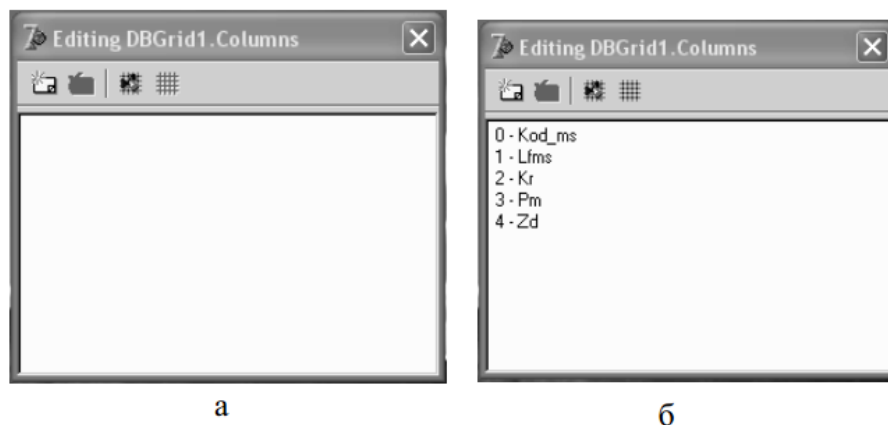 Editing DBGrid1.Columns
а
Editing DBGrid1.Columns
0 - Kod_ms
1 - Lfms
2 - Kr
3 - Pm
4 - Zd
б